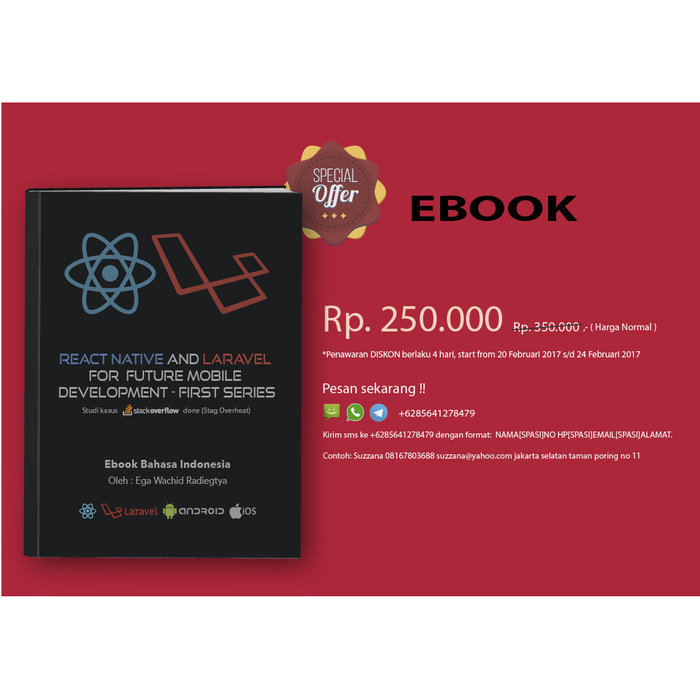 SPECIAL
Offer
EBOOK
REACT NATIVE AND LARAVEL
FOR FUTURE MOBILE
DEVELOPMENT - FIRST SERIES
Studi kasus stackoverflow clone (Stag Overheat)
Ebook Bahasa Indonesia
Oleh : Ega Wachid Radiegtya
Laravel ANDROID iOS
Rp. 250.000 Rp. 350.000 ,- ( Harga Normal )
*Penawaran DISKON berlaku 4 hari, start from 20 Februari 2017 s/d 24 Februari 2017
Pesan sekarang !!
+6285641278479
Kirim sms ke +6285641278479 dengan format: NAMA[SPASI]NO HP[SPASI]EMAIL[SPASI]ALAMAT.
Contoh: Suzzana 08167803688 suzzana@yahoo.com jakarta selatan taman poring no 11